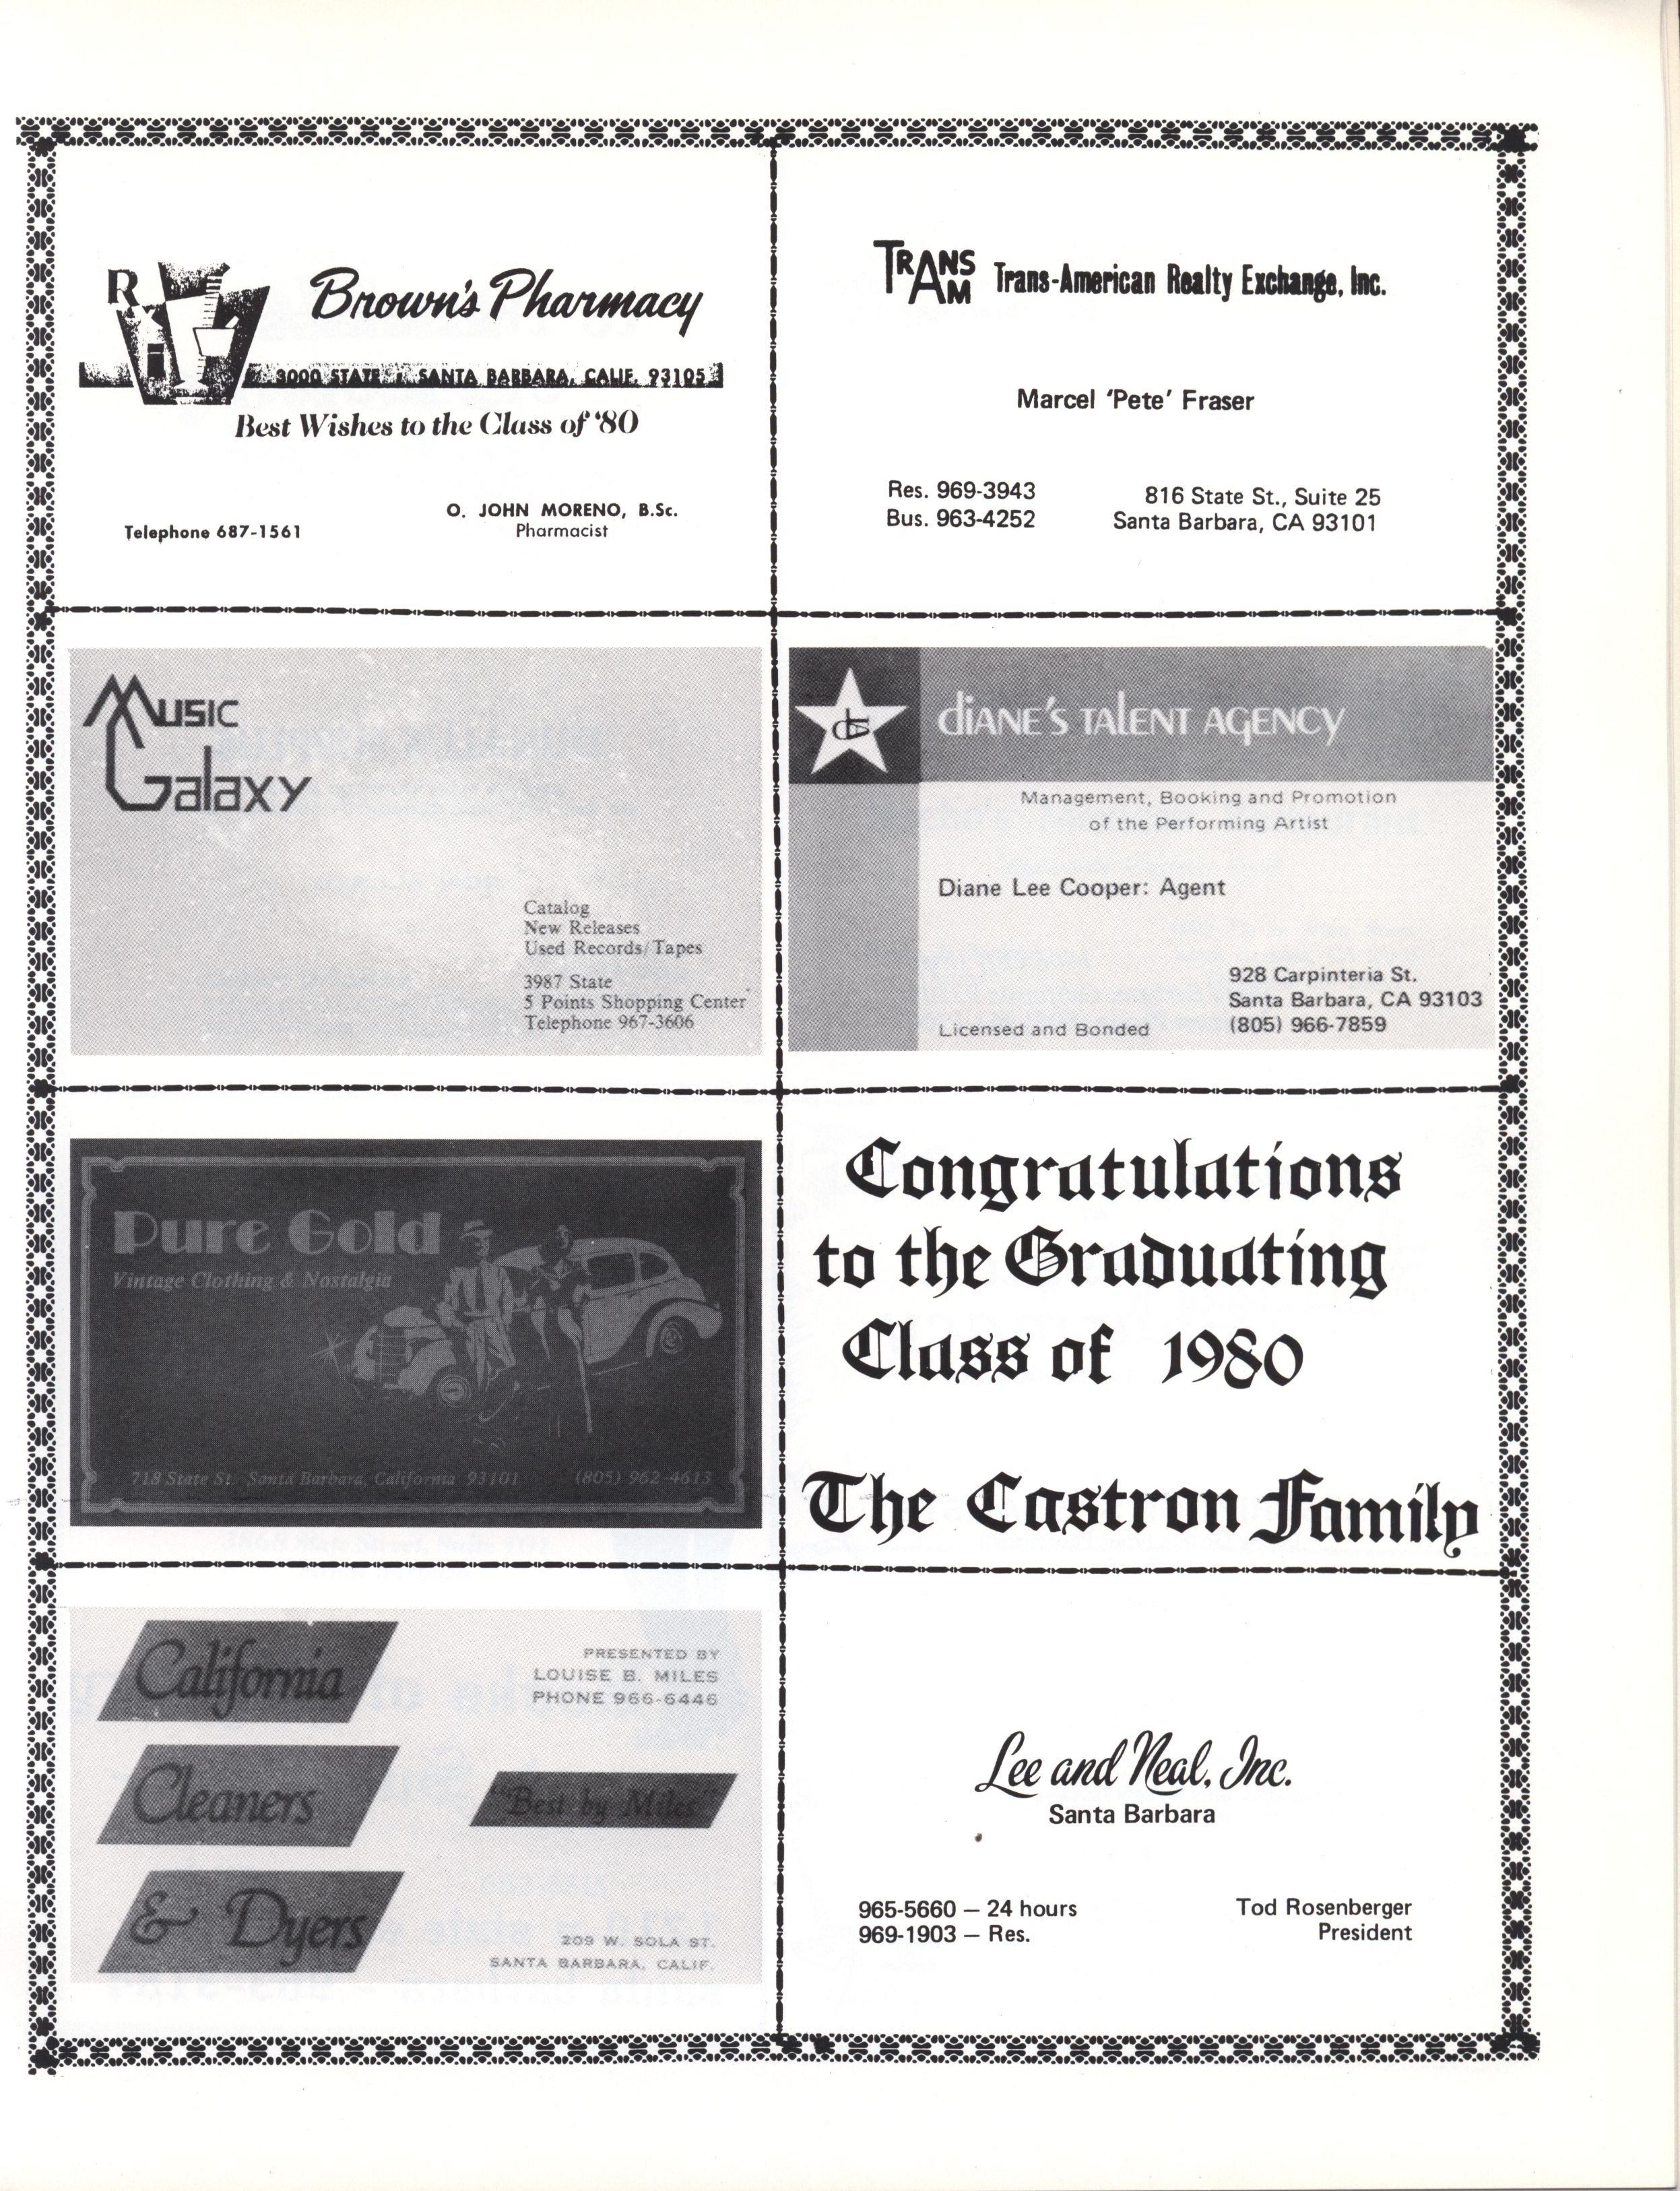 Rx
Brown's Pharmacy
3000 STATE SANTA BARBARA, CALIF. 93105
Best Wishes to the Class of '80
Telephone 687-1561
O. JOHN MORENO, B.Sc.
Pharmacist
TRANS
AM
Trans-American Realty Exchange, Inc.
Marcel 'Pete' Fraser
Res. 969-3943
Bus. 963-4252
816 State St., Suite 25
Santa Barbara, CA 93101
Music
Galaxy
Catalog
New Releases
Used Records/Tapes
3987 State
5 Points Shopping Center
Telephone 967-3606
dta
diANE'S TALENT AGENCY
Management, Booking and Promotion
of the Performing Artist
Diane Lee Cooper: Agent
928 Carpinteria St.
Santa Barbara, CA 93103
Licensed and Bonded
(805) 966-7859
Pure Gold
Vintage Clothing & Nostalgia
718 State St. Santa Barbara, California 93101
(805) 962-4613
Congratulations
to the Graduating
Class of 1980
The Castron Family
California
Cleaners
& Dyers
PRESENTED BY
LOUISE B. MILES
PHONE 966-6446
"Best by Miles"
209 W. SOLA ST.
SANTA BARBARA, CALIF.
Lee and Neal, Inc.
Santa Barbara
965-5660 — 24 hours
969-1903 — Res.
Tod Rosenberger
President